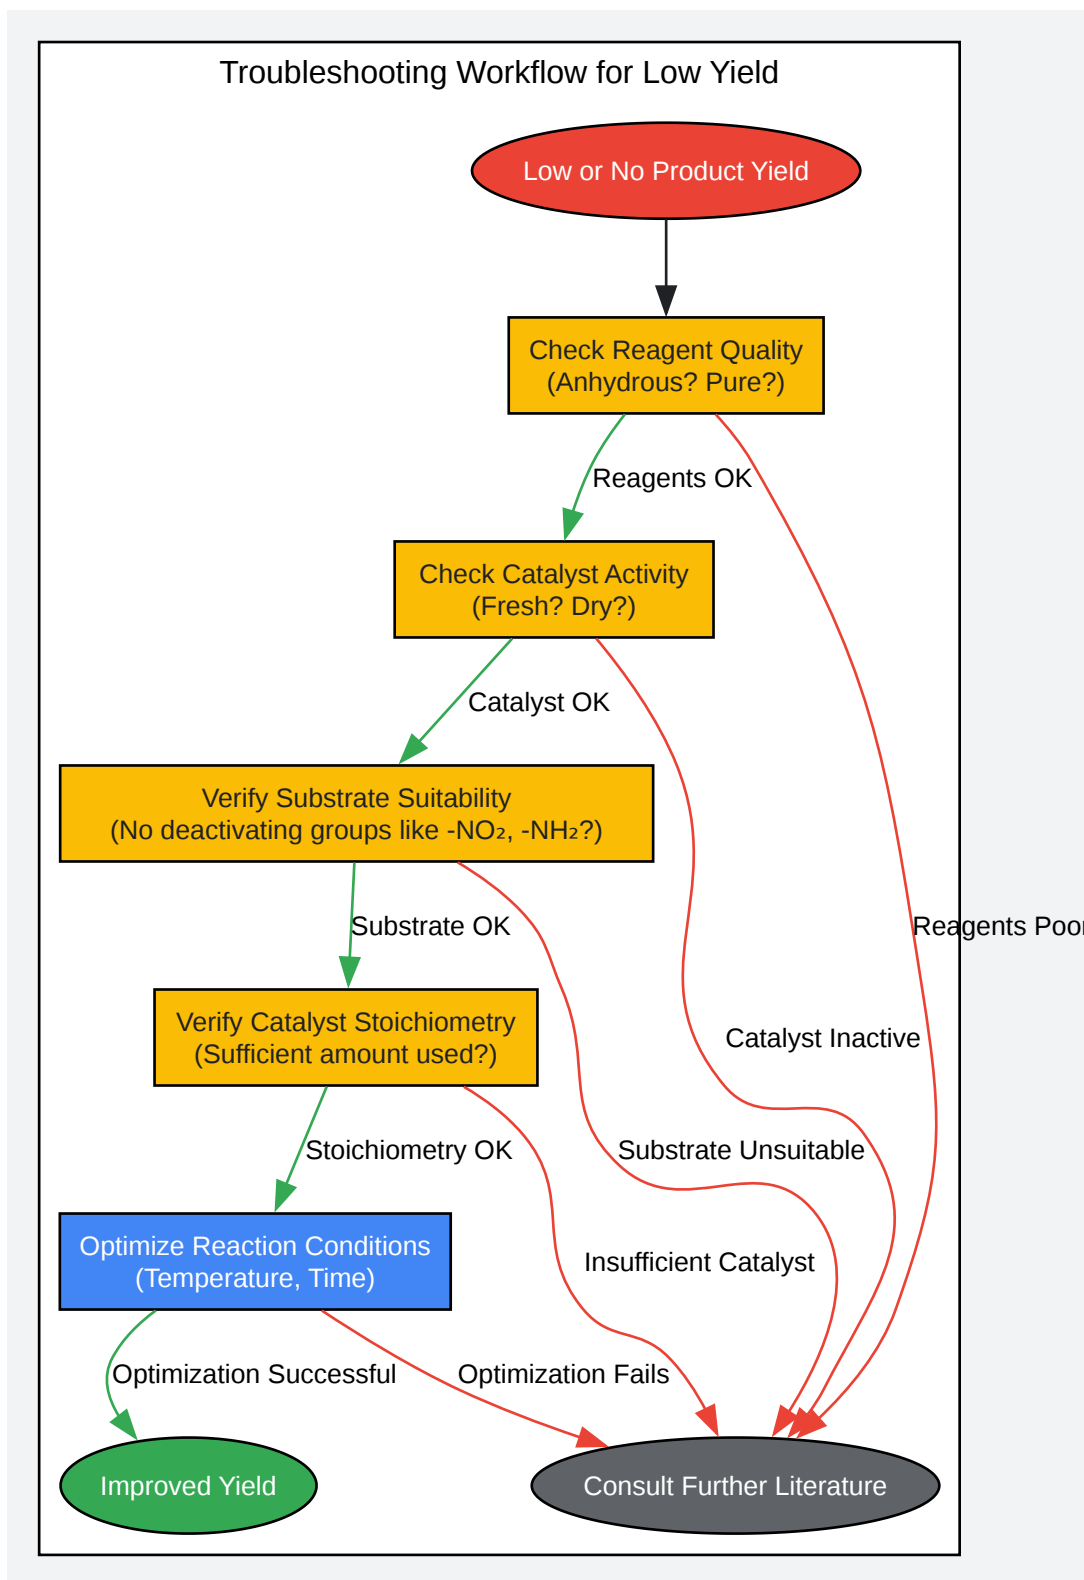 Troubleshooting Workflow for Low Yield
Low or No Product Yield
Check Reagent Quality
(Anhydrous? Pure?)
Reagents OK
Check Catalyst Activity
(Fresh? Dry?)
Catalyst OK
Verify Substrate Suitability
(No deactivating groups like -NO₂, -NH₂?)
Substrate OK
Reagents Poor
Verify Catalyst Stoichiometry
(Sufficient amount used?)
Catalyst Inactive
Stoichiometry OK
Substrate Unsuitable
Optimize Reaction Conditions
(Temperature, Time)
Insufficient Catalyst
Optimization Successful
Optimization Fails
Improved Yield
Consult Further Literature